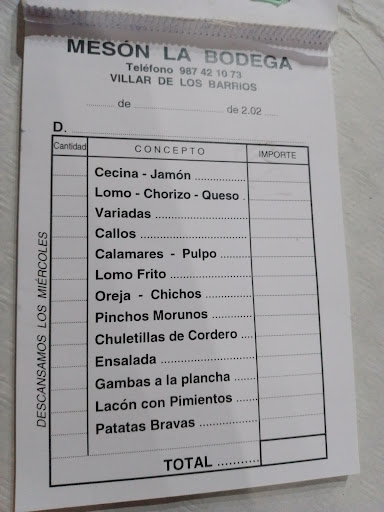 MESÓN LA BODEGA
Teléfono 987 42 10 73
VILLAR DE LOS BARRIOS
.......... de .............................. de 2.02 ....
D. ..............................
Cantidad CONCEPTO IMPORTE
Cecina - Jamón ..............
Lomo - Chorizo - Queso .
Variadas .........................
Callos .............................
Calamares - Pulpo ........
Lomo Frito .....................
Oreja - Chichos ..............
Pinchos Morunos ...........
Chuletillas de Cordero ....
Ensalada ........................
Gambas a la plancha ......
Lacón con Pimientos .......
Patatas Bravas ................
TOTAL ...........
DESCANSAMOS LOS MIÉRCOLES